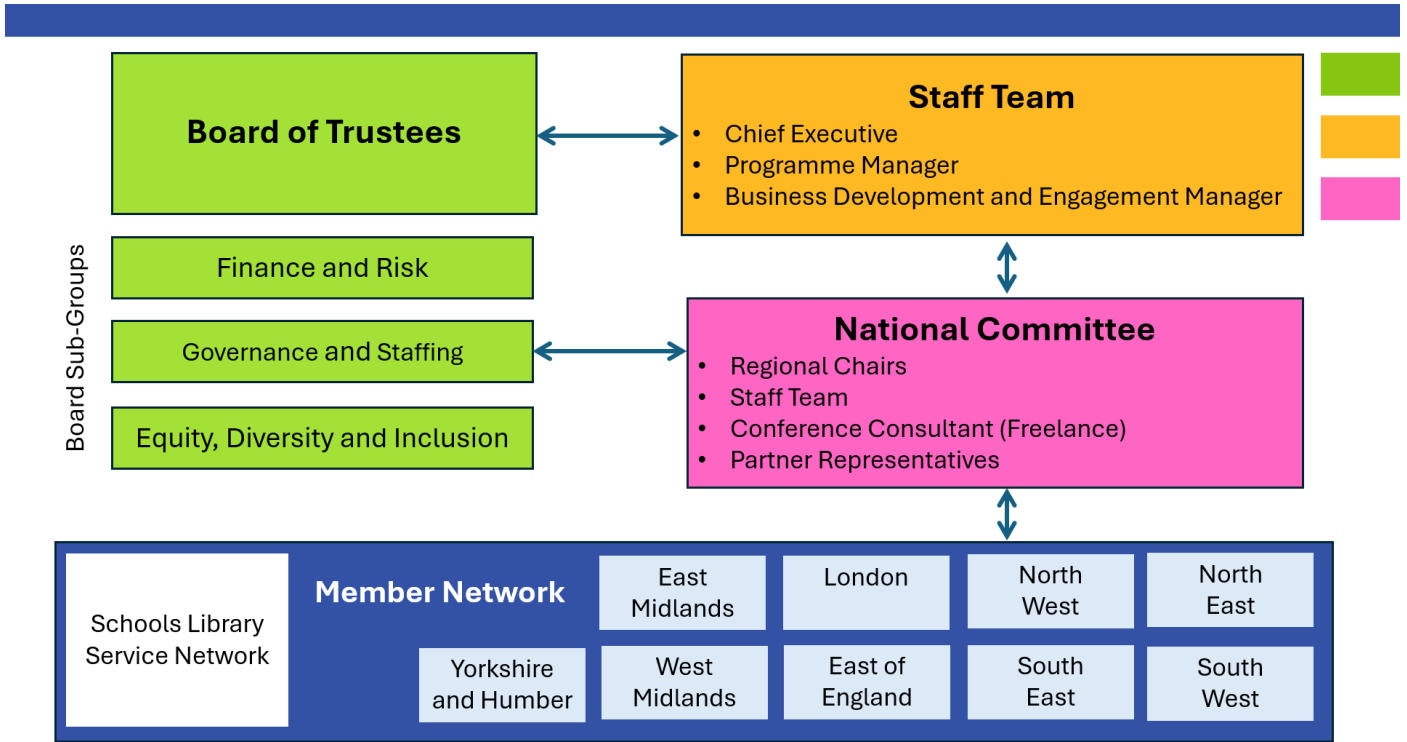 Board of Trustees
Staff Team
• Chief Executive
• Programme Manager
• Business Development and Engagement Manager
Board Sub-Groups
Finance and Risk
Governance and Staffing
Equity, Diversity and Inclusion
National Committee
• Regional Chairs
• Staff Team
• Conference Consultant (Freelance)
• Partner Representatives
Schools Library
Service Network
Member Network
East
Midlands
London
North
West
North
East
Yorkshire
and Humber
West
Midlands
East of
England
South
East
South
West